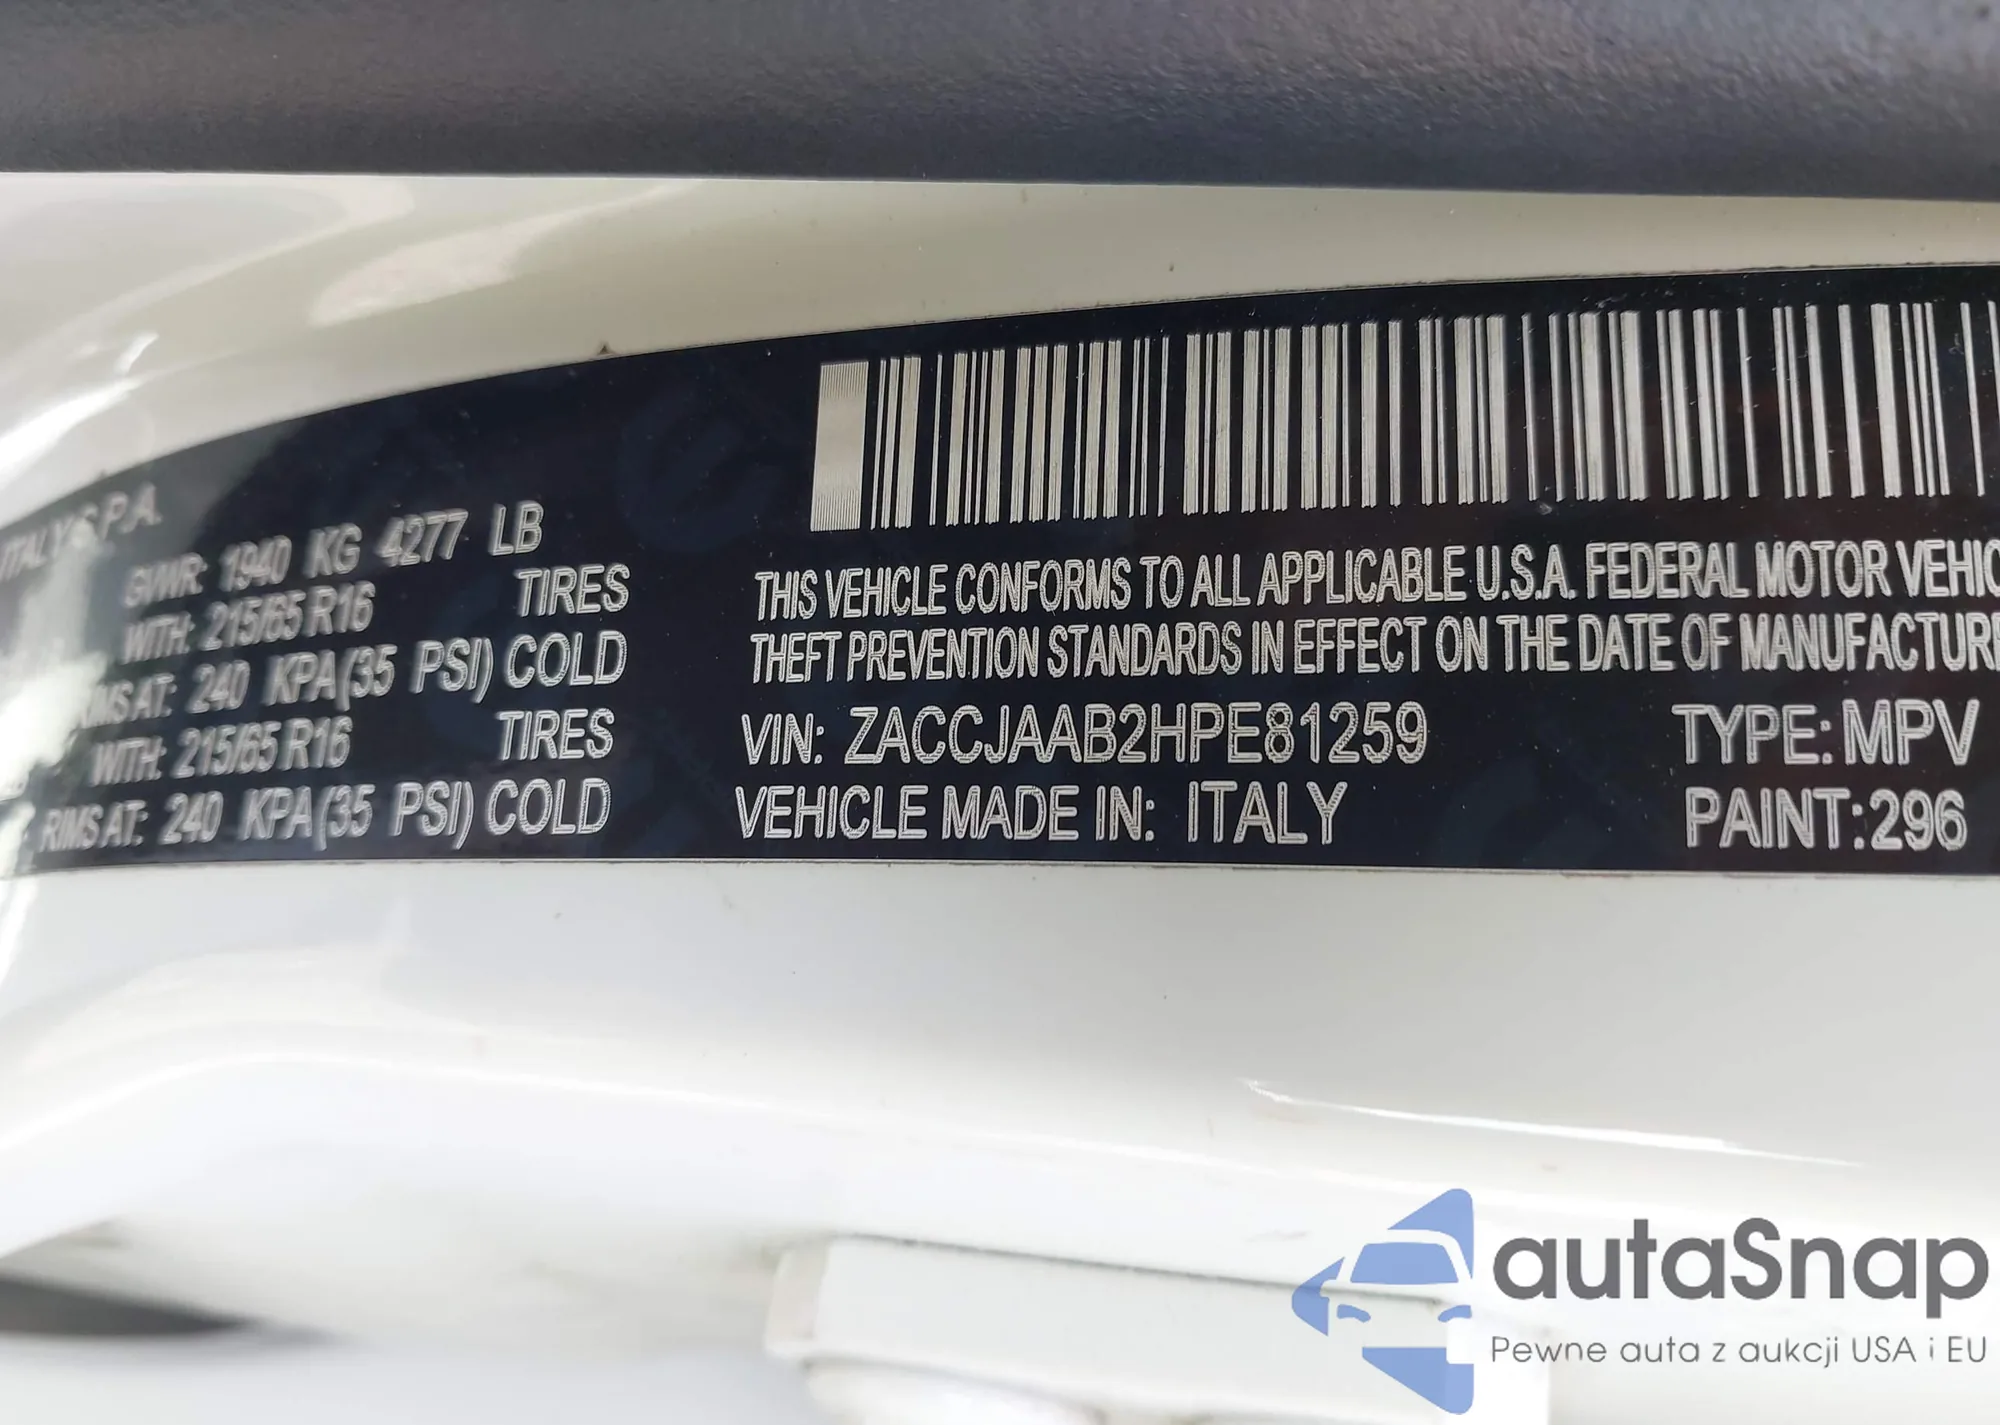 ITALY S.P.A.
GVWR: 1940 KG 4277 LB
WITH: 215/65 R16 TIRES
RIMS AT: 240 KPA(35 PSI) COLD
WITH: 215/65 R16 TIRES
RIMS AT: 240 KPA(35 PSI) COLD
THIS VEHICLE CONFORMS TO ALL APPLICABLE U.S.A. FEDERAL MOTOR VEHIC
THEFT PREVENTION STANDARDS IN EFFECT ON THE DATE OF MANUFACTURE
VIN: ZACCJAAB2HPE81259 TYPE: MPV
VEHICLE MADE IN: ITALY PAINT: 296
autaSnap
Pewne auta z aukcji USA i EU